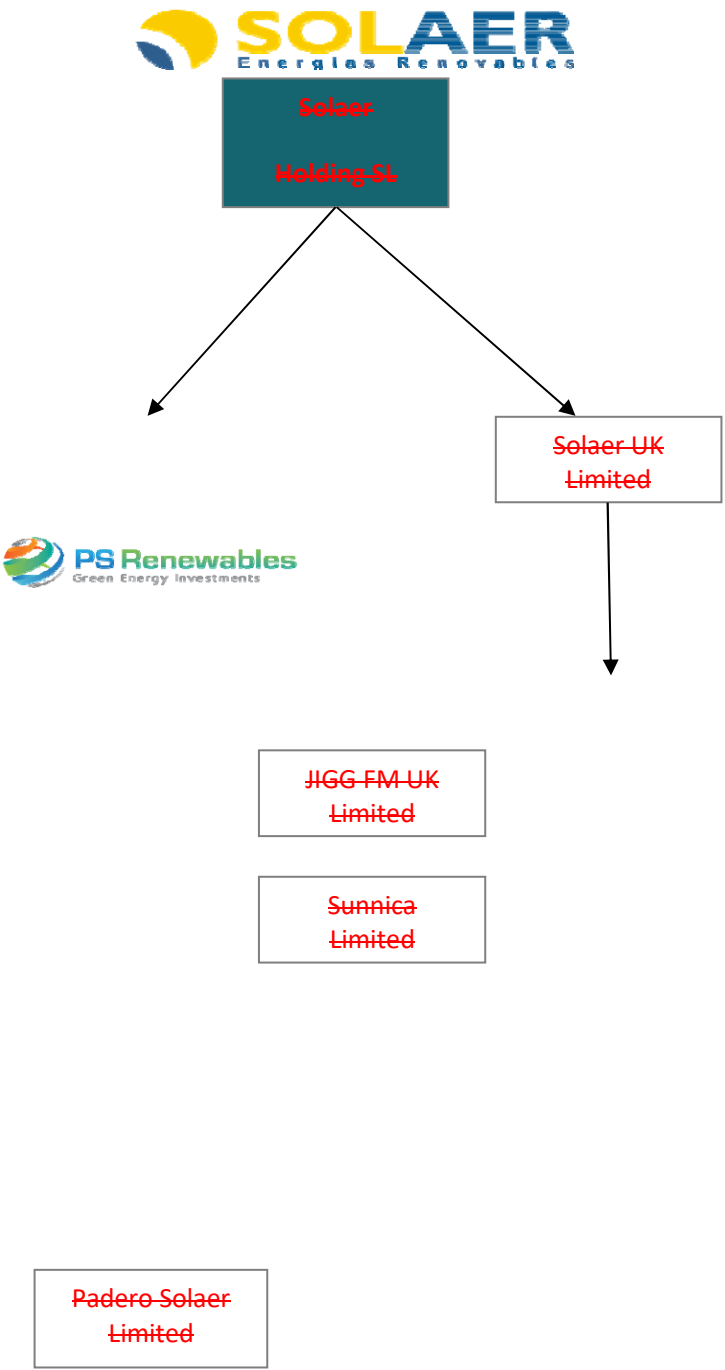 SOLAER
Energías Renovables
Solaer
Holding SL
Solaer UK
Limited
PS Renewables
Green Energy Investments
JIGG FM UK
Limited
Sunnica
Limited
Padero Solaer
Limited